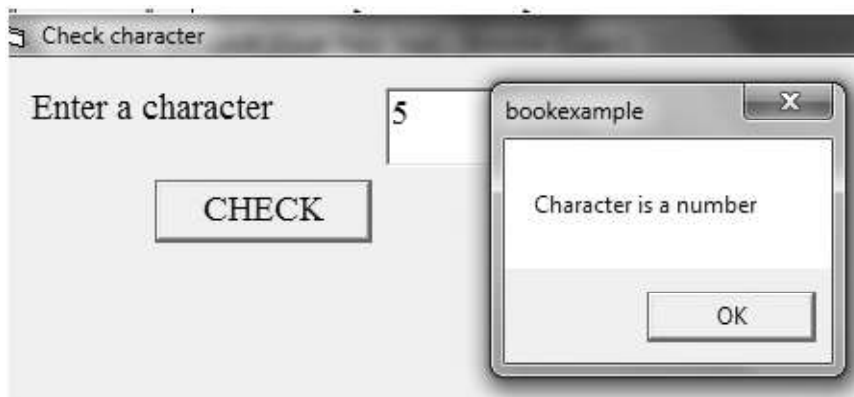 Check character
Enter a character
5
CHECK
bookexample
Character is a number
OK